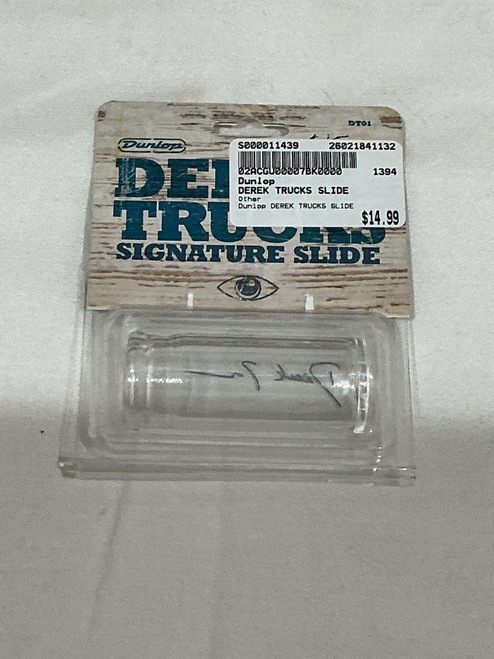 DT01
Dunlop
S000011439 26021841132
02ACGU00007BK0000 1394
Dunlop
DEREK TRUCKS SLIDE
Other
Dunlop DEREK TRUCKS SLIDE
$14.99
TRUCKS
SIGNATURE SLIDE